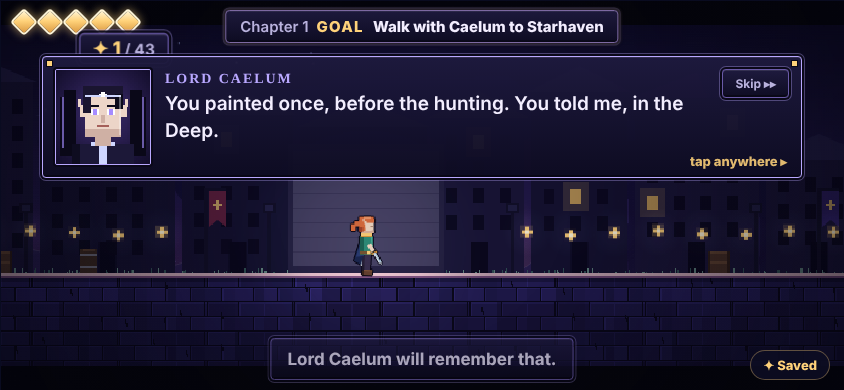 Chapter 1 GOAL Walk with Caelum to Starhaven
1 / 43
LORD CAELUM
Skip ▸▸
You painted once, before the hunting. You told me, in the
Deep.
tap anywhere ▸
Lord Caelum will remember that.
✦ Saved